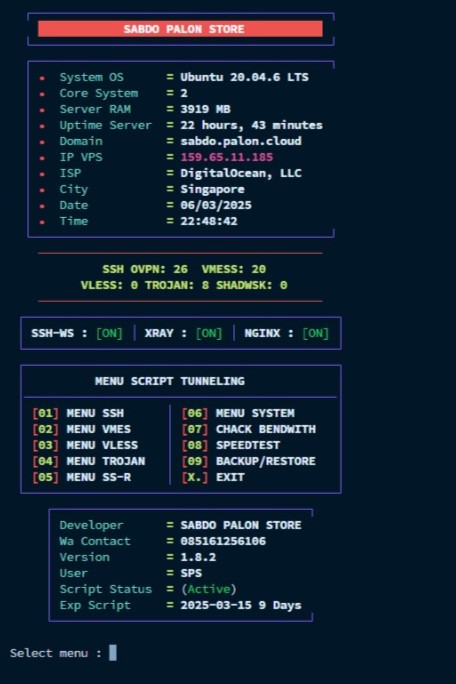 SABDO PALON STORE
System OS = Ubuntu 20.04.6 LTS
Core System = 2
Server RAM = 3919 MB
Uptime Server = 22 hours, 43 minutes
Domain = sabdo.palon.cloud
IP VPS = 159.65.11.185
ISP = DigitalOcean, LLC
City = Singapore
Date = 06/03/2025
Time = 22:48:42
SSH OVPN: 26 VMESS: 20
VLESS: 0 TROJAN: 8 SHADWSK: 0
SSH-WS : [ON] | XRAY : [ON] | NGINX : [ON]
MENU SCRIPT TUNNELING
[01] MENU SSH | [06] MENU SYSTEM
[02] MENU VMES | [07] CHACK BENDWITH
[03] MENU VLESS | [08] SPEEDTEST
[04] MENU TROJAN | [09] BACKUP/RESTORE
[05] MENU SS-R | [X.] EXIT
Developer = SABDO PALON STORE
Wa Contact = 085161256106
Version = 1.8.2
User = SPS
Script Status = (Active)
Exp Script = 2025-03-15 9 Days
Select menu :